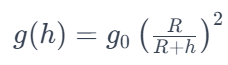 g(h) = g₀ (R/(R+h))²